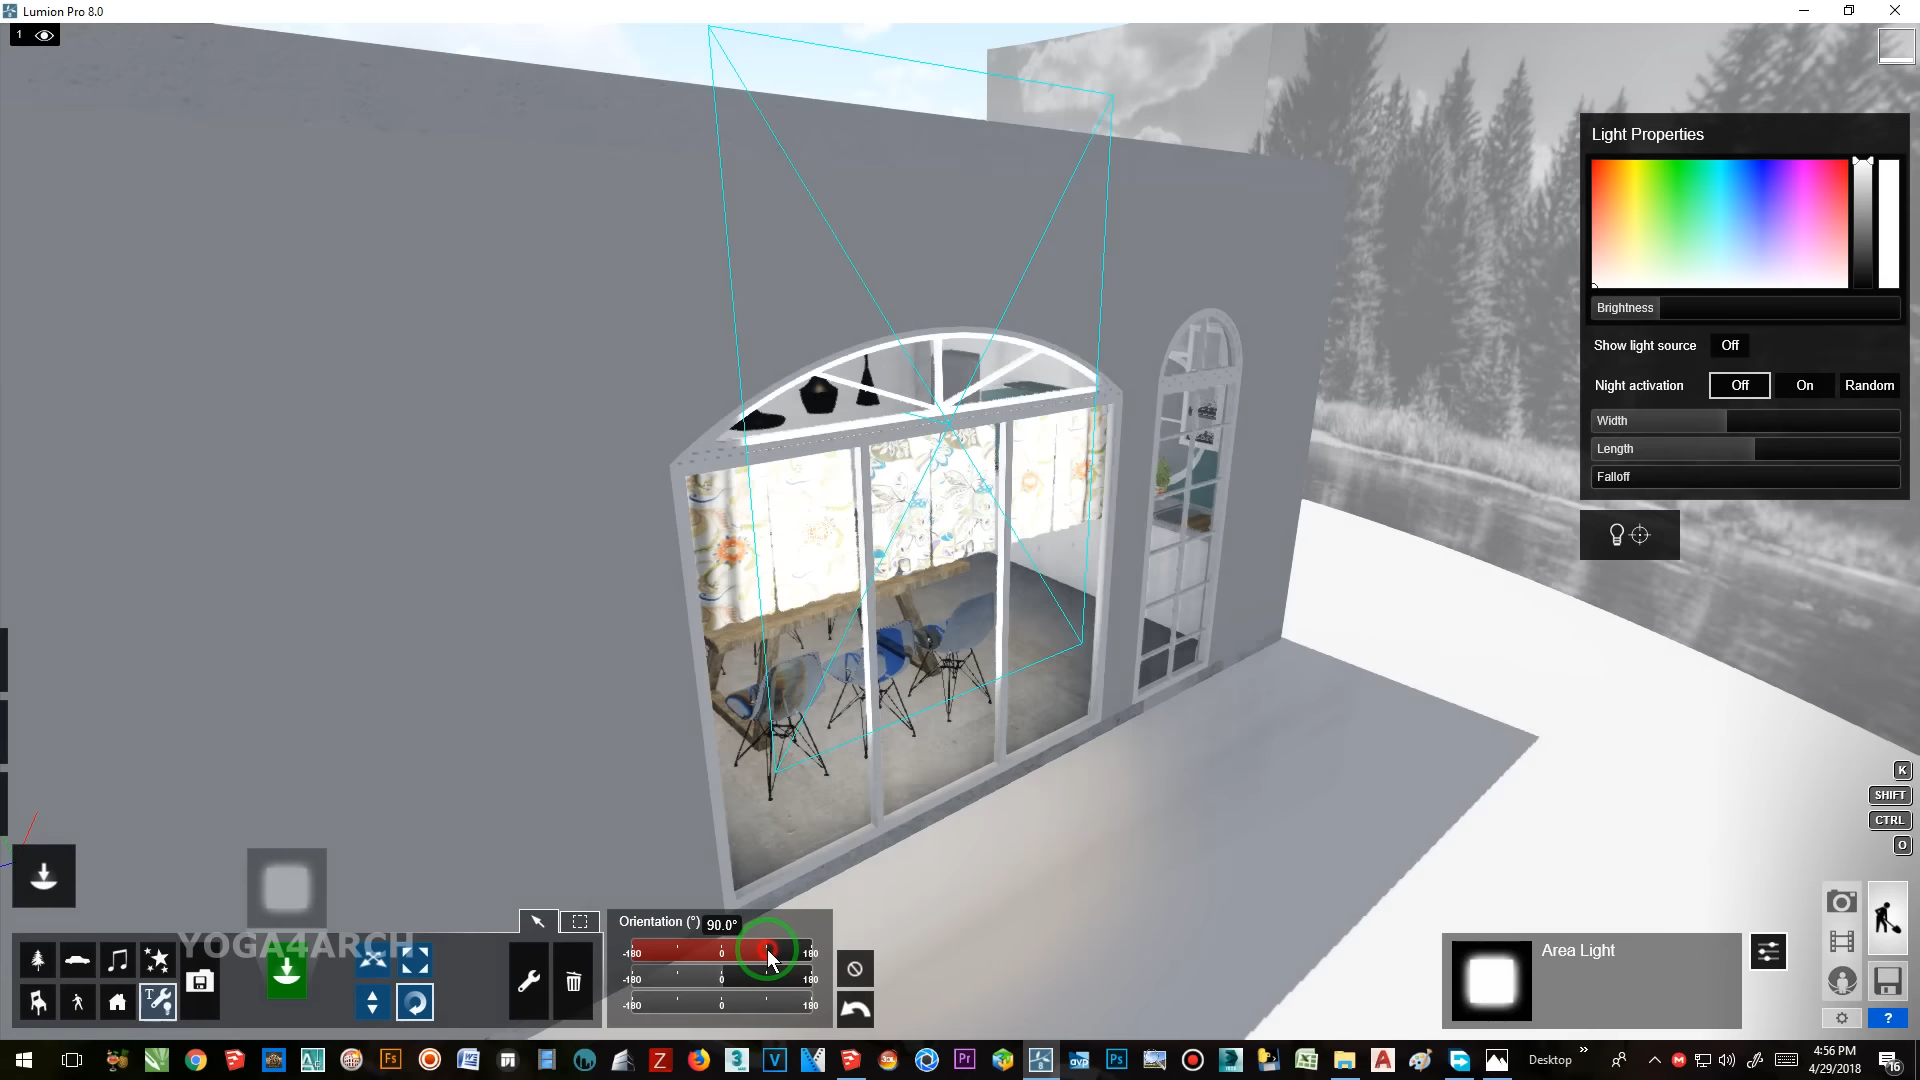 Lumion Pro 8.0
1
Light Properties
Brightness
Show light source Off
Night activation Off On Random
Width
Length
Falloff
K
SHIFT
CTRL
O
YOGA4ARCH
Orientation (°) 90.0°
-180 0 180
-180 0 180
-180 0 180
Area Light
?
Desktop
4:56 PM
4/29/2018
16